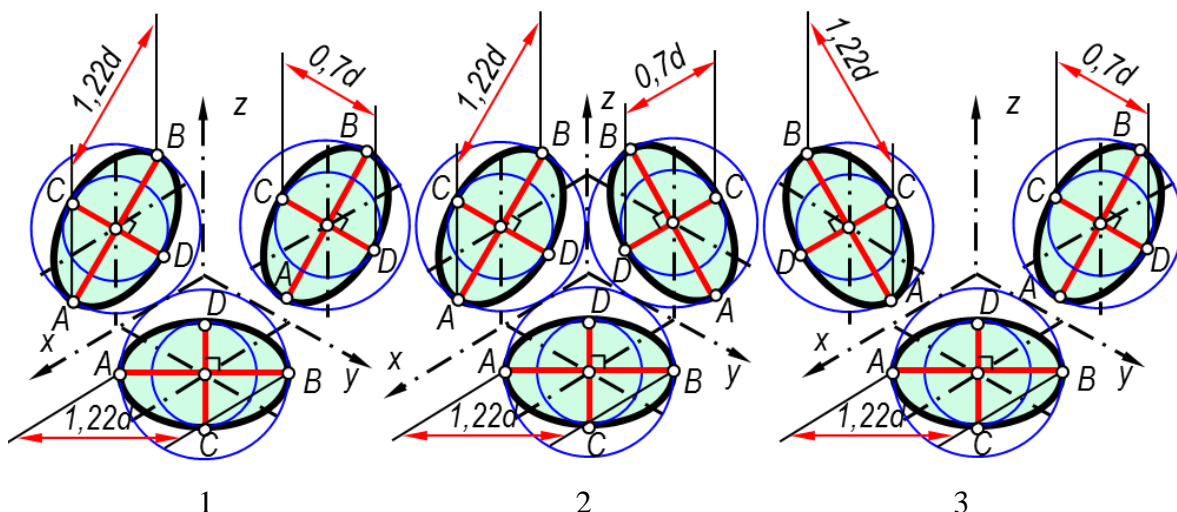 1,22d 0,7d 1,22d 0,7d 1,22d 0,7d
z z z
B B B B B B
C C C C C C
D D D D D D
A A A A A A
x D y x D y x D y
A B A B A B
1,22d C 1,22d C 1,22d C
1 2 3